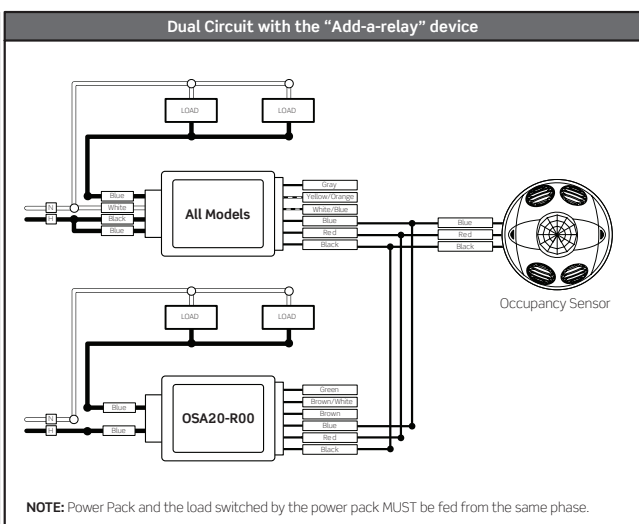 Dual Circuit with the “Add-a-relay” device
LOAD
LOAD
Blue
N
White
H
Black
Blue
All Models
Gray
Yellow/Orange
White/Blue
Blue
Red
Black
Blue
Red
Black
Occupancy Sensor
LOAD
LOAD
Blue
N
H
Blue
OSA20-R00
Green
Brown/White
Brown
Blue
Red
Black
NOTE: Power Pack and the load switched by the power pack MUST be fed from the same phase.